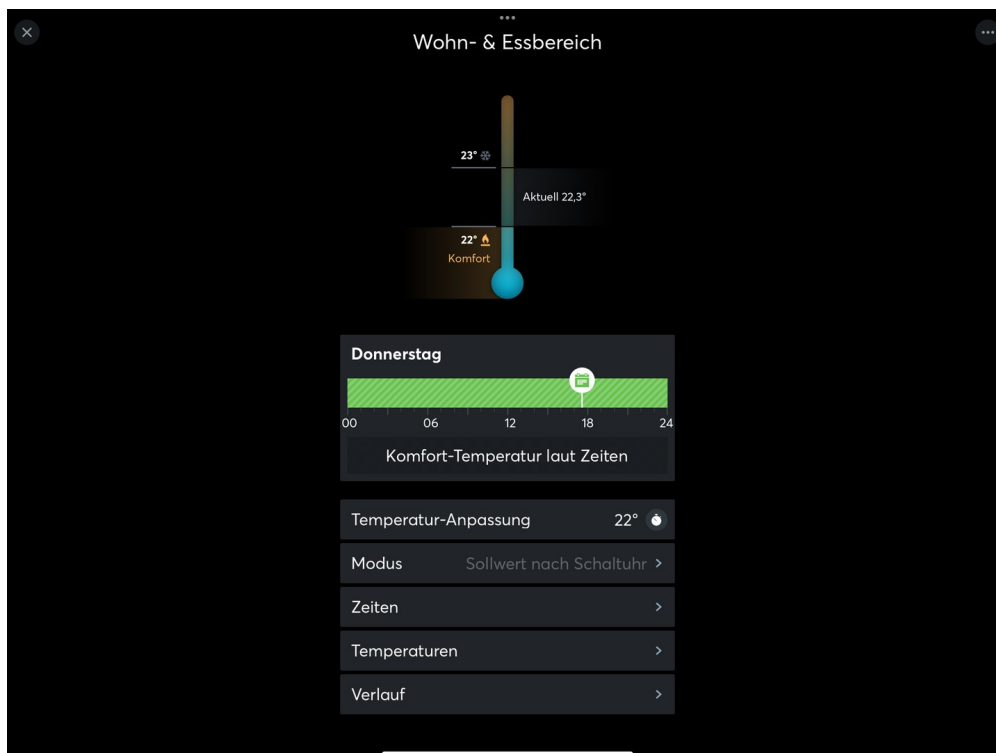 Wohn- & Essbereich
23°
Aktuell 22,3°
22°
Komfort
Donnerstag
00 06 12 18 24
Komfort-Temperatur laut Zeiten
Temperatur-Anpassung 22°
Modus Sollwert nach Schaltuhr
Zeiten
Temperaturen
Verlauf